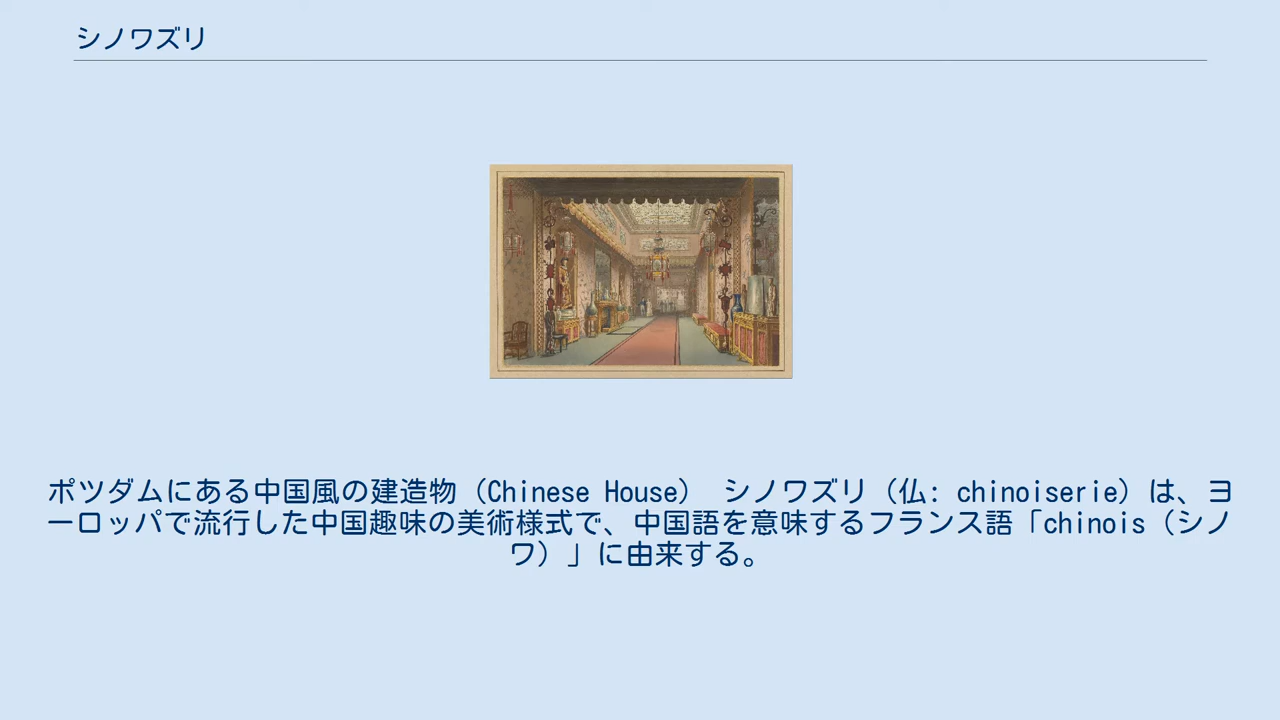 シノワズリ
ポツダムにある中国風の建造物（Chinese House） シノワズリ（仏: chinoiserie）は、ヨ
ーロッパで流行した中国趣味の美術様式で、中国語を意味するフランス語「chinois（シノ
ワ）」に由来する。